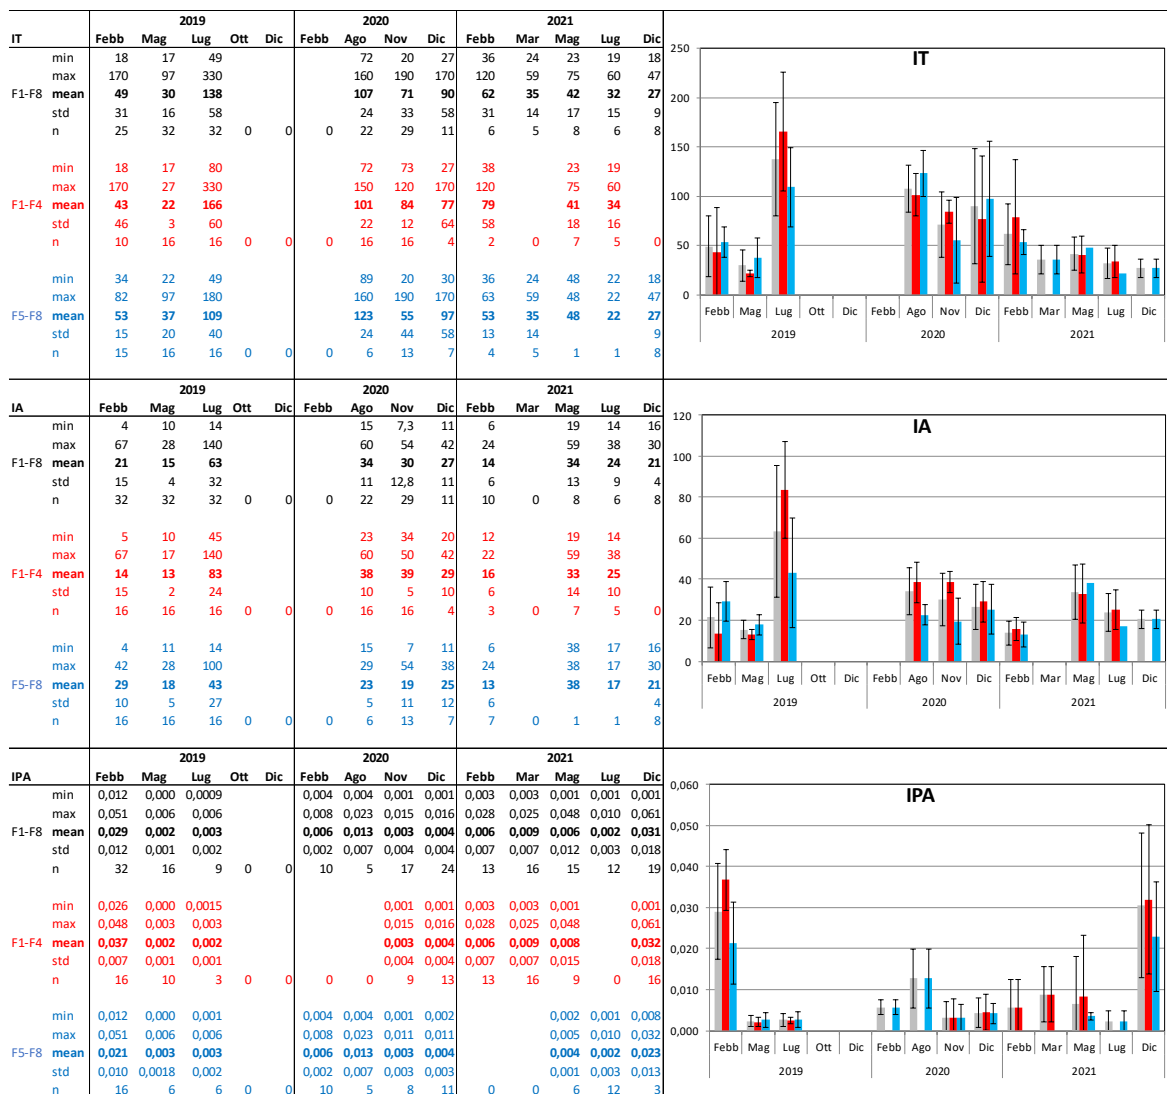 2019 2020 2021
IT Febb Mag Lug Ott Dic Febb Ago Nov Dic Febb Mar Mag Lug Dic
min 18 17 49 72 20 27 36 24 23 19 18
max 170 97 330 160 190 170 120 59 75 60 47
F1-F8 mean 49 30 138 107 71 90 62 35 42 32 27
std 31 16 58 24 33 58 31 14 17 15 9
n 25 32 32 0 0 0 22 29 11 6 5 8 6 8
min 18 17 80 72 73 27 38 23 19
max 170 27 330 150 120 170 120 75 60
F1-F4 mean 43 22 166 101 84 77 79 41 34
std 46 3 60 22 12 64 58 18 16
n 10 16 16 0 0 0 16 16 4 2 0 7 5 0
min 34 22 49 89 20 30 36 24 48 22 18
max 82 97 180 160 190 170 63 59 48 22 47
F5-F8 mean 53 37 109 123 55 97 53 35 48 22 27
std 15 20 40 24 44 58 13 14 9
n 15 16 16 0 0 0 6 13 7 4 5 1 1 8
IT
250
200
150
100
50
0
Febb Mag Lug Ott Dic Febb Ago Nov Dic Febb Mar Mag Lug Dic
2019 2020 2021
2019 2020 2021
IA Febb Mag Lug Ott Dic Febb Ago Nov Dic Febb Mar Mag Lug Dic
min 4 10 14 15 7,3 11 6 19 14 16
max 67 28 140 60 54 42 24 59 38 30
F1-F8 mean 21 15 63 34 30 27 14 34 24 21
std 15 4 32 11 12,8 11 6 13 9 4
n 32 32 32 0 0 0 22 29 11 10 0 8 6 8
min 5 10 45 23 34 20 12 19 14
max 67 17 140 60 50 42 22 59 38
F1-F4 mean 14 13 83 38 39 29 16 33 25
std 15 2 24 10 5 10 6 14 10
n 16 16 16 0 0 0 16 16 4 3 0 7 5 0
min 4 11 14 15 7 11 6 38 17 16
max 42 28 100 29 54 38 24 38 17 30
F5-F8 mean 29 18 43 23 19 25 13 38 17 21
std 10 5 27 5 11 12 6 4
n 16 16 16 0 0 0 6 13 7 7 0 1 1 8
IA
120
100
80
60
40
20
0
Febb Mag Lug Ott Dic Febb Ago Nov Dic Febb Mar Mag Lug Dic
2019 2020 2021
2019 2020 2021
IPA Febb Mag Lug Ott Dic Febb Ago Nov Dic Febb Mar Mag Lug Dic
min 0,012 0,000 0,0009 0,004 0,004 0,001 0,001 0,003 0,003 0,001 0,001 0,001
max 0,051 0,006 0,006 0,008 0,023 0,015 0,016 0,028 0,025 0,048 0,010 0,061
F1-F8 mean 0,029 0,002 0,003 0,006 0,013 0,003 0,004 0,006 0,009 0,006 0,002 0,031
std 0,012 0,001 0,002 0,002 0,007 0,004 0,004 0,007 0,007 0,012 0,003 0,018
n 32 16 9 0 0 10 5 17 24 13 16 15 12 19
min 0,026 0,000 0,0015 0,001 0,001 0,003 0,003 0,001 0,001
max 0,048 0,003 0,003 0,015 0,016 0,028 0,025 0,048 0,061
F1-F4 mean 0,037 0,002 0,002 0,003 0,004 0,006 0,009 0,008 0,032
std 0,007 0,001 0,001 0,004 0,004 0,007 0,007 0,015 0,018
n 16 10 3 0 0 0 0 9 13 13 16 9 0 16
min 0,012 0,000 0,001 0,004 0,004 0,001 0,002 0,002 0,001 0,008
max 0,051 0,006 0,006 0,008 0,023 0,011 0,011 0,005 0,010 0,032
F5-F8 mean 0,021 0,003 0,003 0,006 0,013 0,003 0,004 0,004 0,002 0,023
std 0,010 0,0018 0,002 0,002 0,007 0,003 0,003 0,001 0,003 0,013
n 16 6 6 0 0 10 5 8 11 0 0 6 12 3
IPA
0,060
0,050
0,040
0,030
0,020
0,010
0,000
Febb Mag Lug Ott Dic Febb Ago Nov Dic Febb Mar Mag Lug Dic
2019 2020 2021